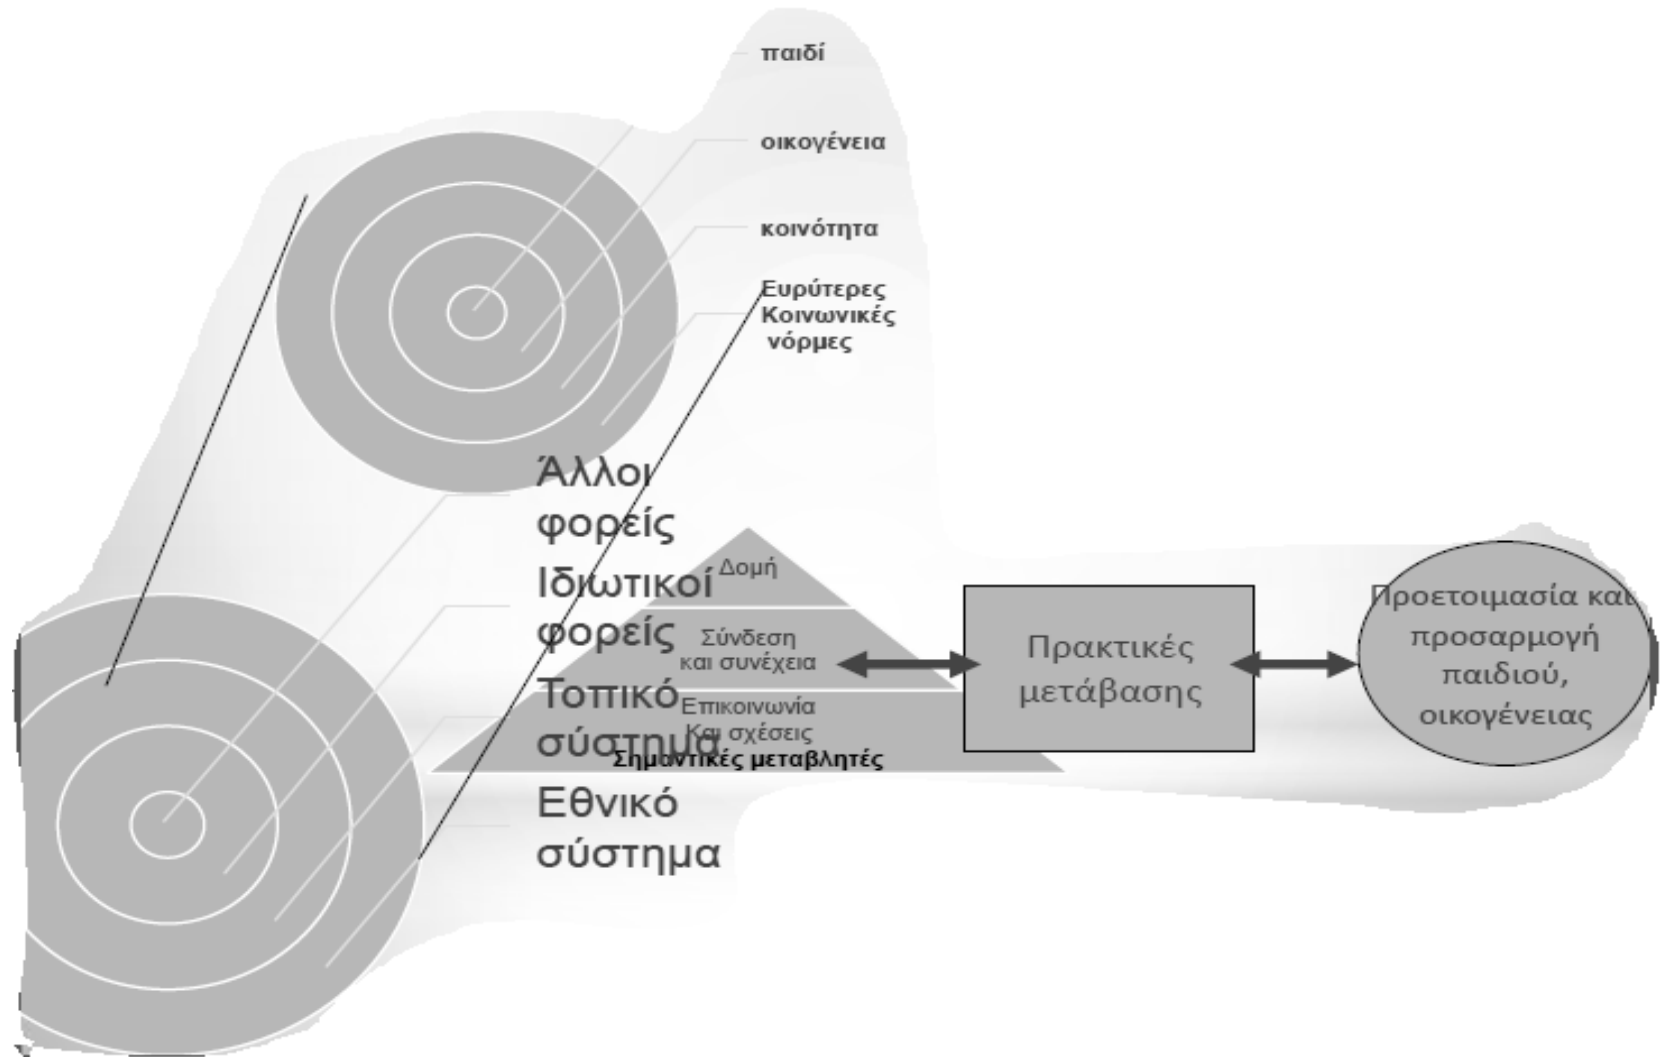 παιδί
οικογένεια
κοινότητα
Ευρύτερες
Κοινωνικές
νόρμες
Άλλοι
φορείς
Ιδιωτικοί
φορείς
Τοπικό
σύστημα
Εθνικό
σύστημα
Δομή
Σύνδεση
και συνέχεια
Επικοινωνία
Και σχέσεις
Σημαντικές μεταβλητές
Πρακτικές
μετάβασης
Προετοιμασία και
προσαρμογή
παιδιού,
οικογένειας